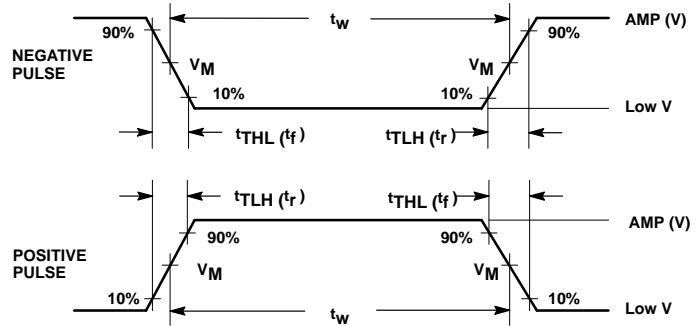 tw AMP (V)
90% 90%
NEGATIVE
PULSE
VM VM
10% 10%
Low V
tTHL (tf) tTLH (tr)
tTLH (tr) tTHL (tf)
AMP (V)
90% 90%
POSITIVE
PULSE
VM VM
10% 10%
tw Low V